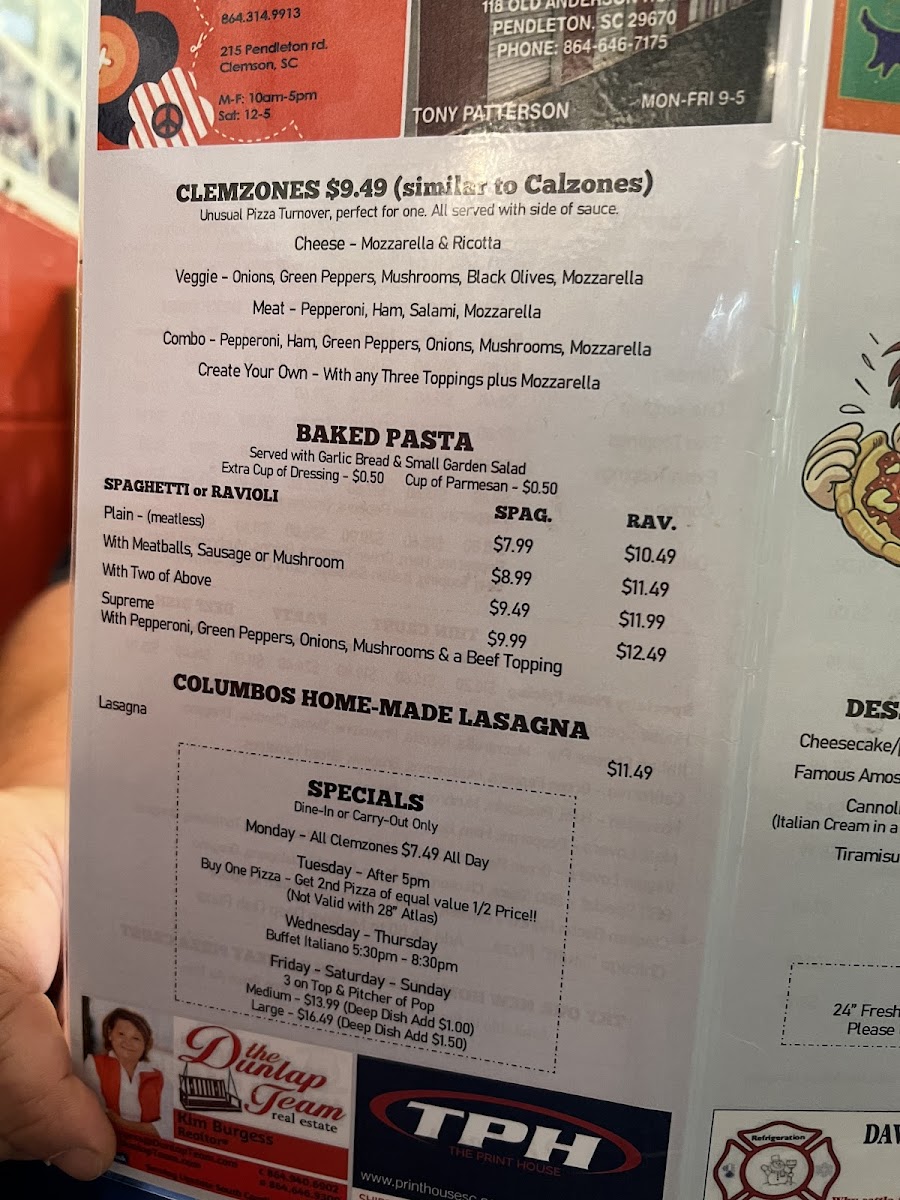 864.314.9913
215 Pendleton rd.
Clemson, SC
M-F: 10am-5pm
Sat: 12-5
118 OLD ANDERSON
PENDLETON, SC 29670
PHONE: 864-646-7175
TONY PATTERSON
MON-FRI 9-5
CLEMZONES $9.49 (similar to Calzones)
Unusual Pizza Turnover, perfect for one. All served with side of sauce.
Cheese - Mozzarella & Ricotta
Veggie - Onions, Green Peppers, Mushrooms, Black Olives, Mozzarella
Meat - Pepperoni, Ham, Salami, Mozzarella
Combo - Pepperoni, Ham, Green Peppers, Onions, Mushrooms, Mozzarella
Create Your Own - With any Three Toppings plus Mozzarella
BAKED PASTA
Served with Garlic Bread & Small Garden Salad
Extra Cup of Dressing - $0.50 Cup of Parmesan - $0.50
SPAGHETTI or RAVIOLI SPAG. RAV.
Plain - (meatless) $7.99 $10.49
With Meatballs, Sausage or Mushroom $8.99 $11.49
With Two of Above $9.49 $11.99
Supreme $9.99 $12.49
With Pepperoni, Green Peppers, Onions, Mushrooms & a Beef Topping
COLUMBOS HOME-MADE LASAGNA
Lasagna $11.49
SPECIALS
Dine-In or Carry-Out Only
Monday - All Clemzones $7.49 All Day
Tuesday - After 5pm
Buy One Pizza - Get 2nd Pizza of equal value 1/2 Price!!
(Not Valid with 28" Atlas)
Wednesday - Thursday
Buffet Italiano 5:30pm - 8:30pm
Friday - Saturday - Sunday
3 on Top & Pitcher of Pop
Medium - $13.99 (Deep Dish Add $1.00)
Large - $16.49 (Deep Dish Add $1.50)
DES
Cheesecake/
Famous Amos
Cannoli
(Italian Cream in a
Tiramisu
24" Fresh
Please
the
Dunlap
Team
real estate
Kim Burgess
Realtor®
c 864.940.6002
TPH
THE PRINT HOUSE
www.printhousesc.
Refrigeration
DAV